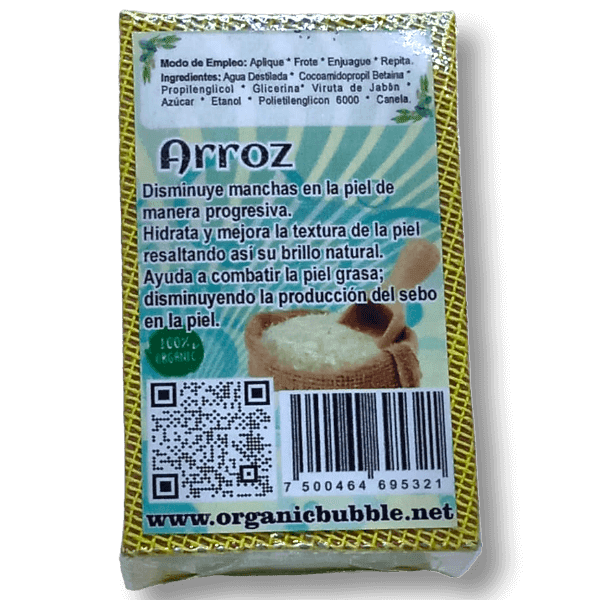 Modo de Empleo: Aplique * Frote * Enjuague * Repita.
Ingredientes: Agua Destilada * Cocoamidopropil Betaina *
Propilenglicol * Glicerina* Viruta de Jabòn *
Azúcar * Etanol * Polietilenglicon 6000 * Canela.
Arroz
Disminuye manchas en la piel de
manera progresiva.
Hidrata y mejora la textura de la piel
resaltando así su brillo natural.
Ayuda a combatir la piel grasa;
disminuyendo la producción del sebo
en la piel.
100%
ORGANIC
7 500464 695321
www.organicbubble.net